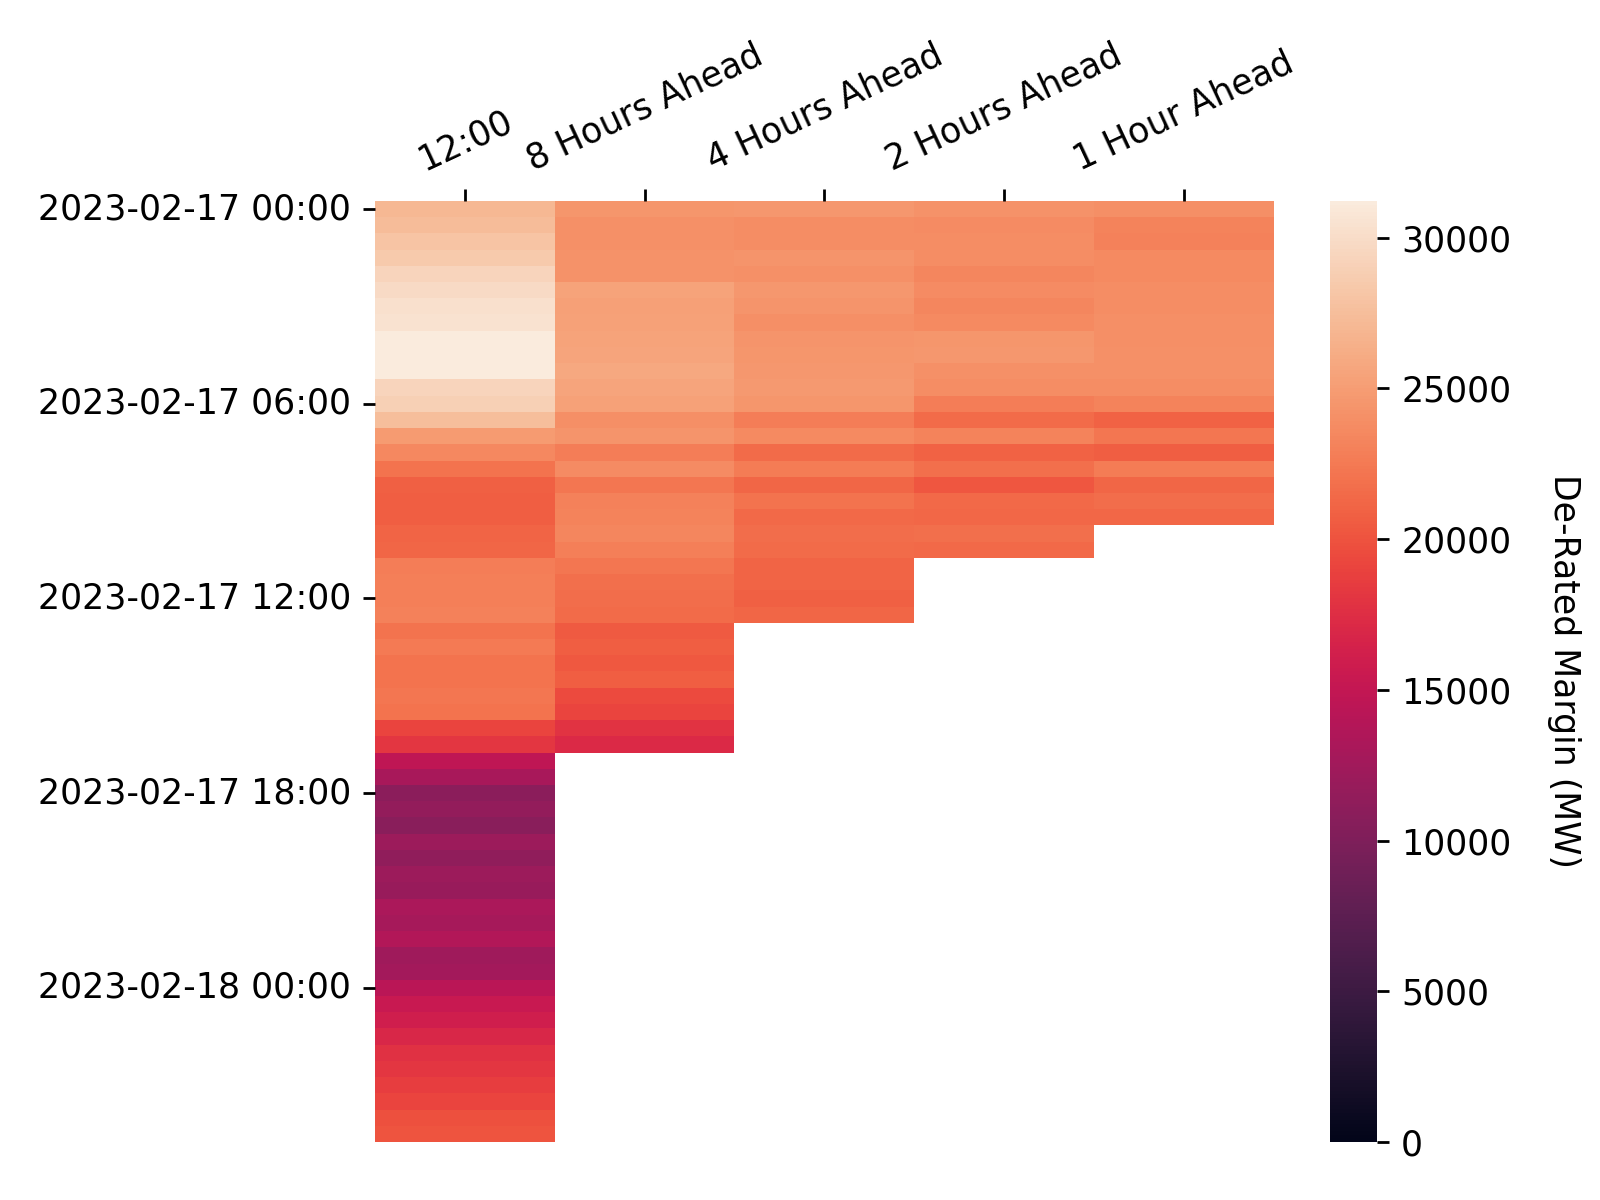 12:00
8 Hours Ahead
4 Hours Ahead
2 Hours Ahead
1 Hour Ahead
2023-02-17 00:00
2023-02-17 06:00
2023-02-17 12:00
2023-02-17 18:00
2023-02-18 00:00
30000
25000
20000
15000
10000
5000
0
De-Rated Margin (MW)